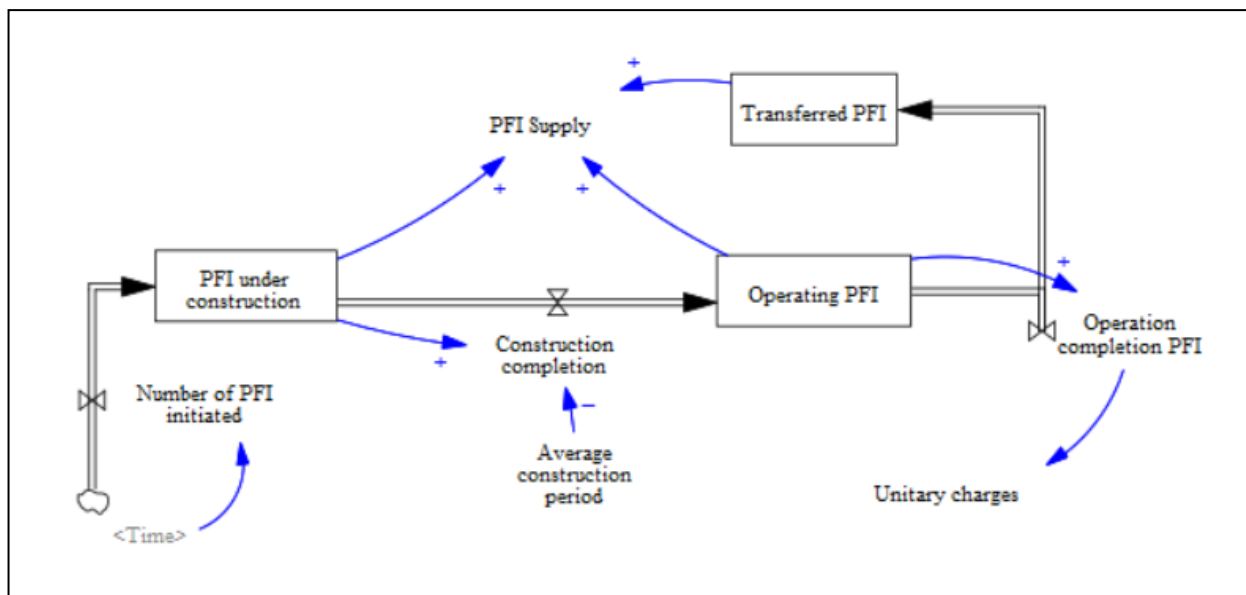 +
Transferred PFI
PFI Supply
+
+
PFI under
construction
Operating PFI
+
Operation
completion PFI
Construction
completion
+
Number of PFI
initiated
−
Average
construction
period
Unitary charges
<Time>